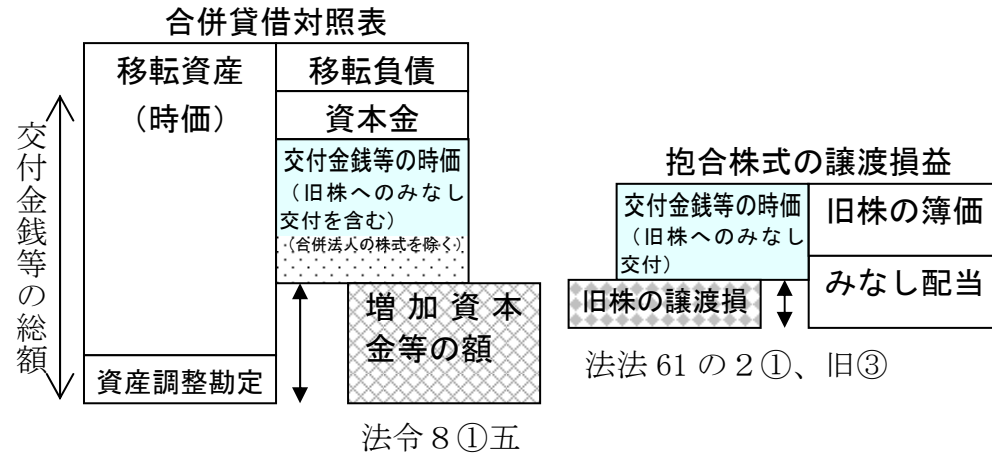 合併貸借対照表
移転資産
（時価）
移転負債
資本金
交付金銭等の時価
（旧株へのみなし
交付を含む）
（合併法人の株式を除く）
増加資本
金等の額
資産調整勘定
交付金銭等の総額
法令８①五
抱合株式の譲渡損益
交付金銭等の時価
（旧株へのみなし
交付）
旧株の譲渡損
旧株の簿価
みなし配当
法法 61 の２①、旧③